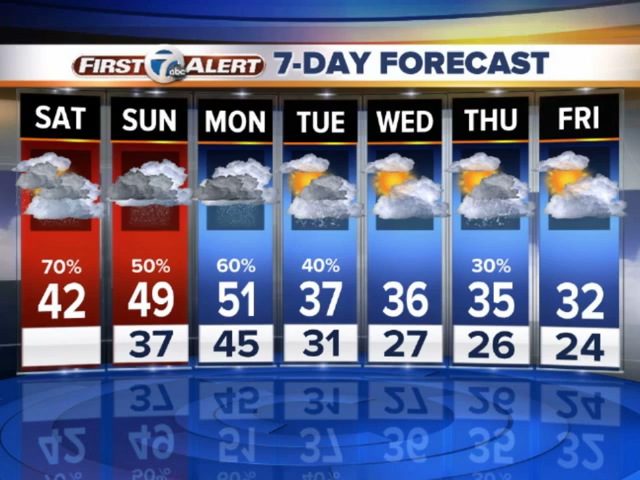 FIRST 7 abc ALERT 7-DAY FORECAST
SAT SUN MON TUE WED THU FRI
70% 50% 60% 40% 30%
42 49 51 37 36 35 32
37 45 31 27 26 24